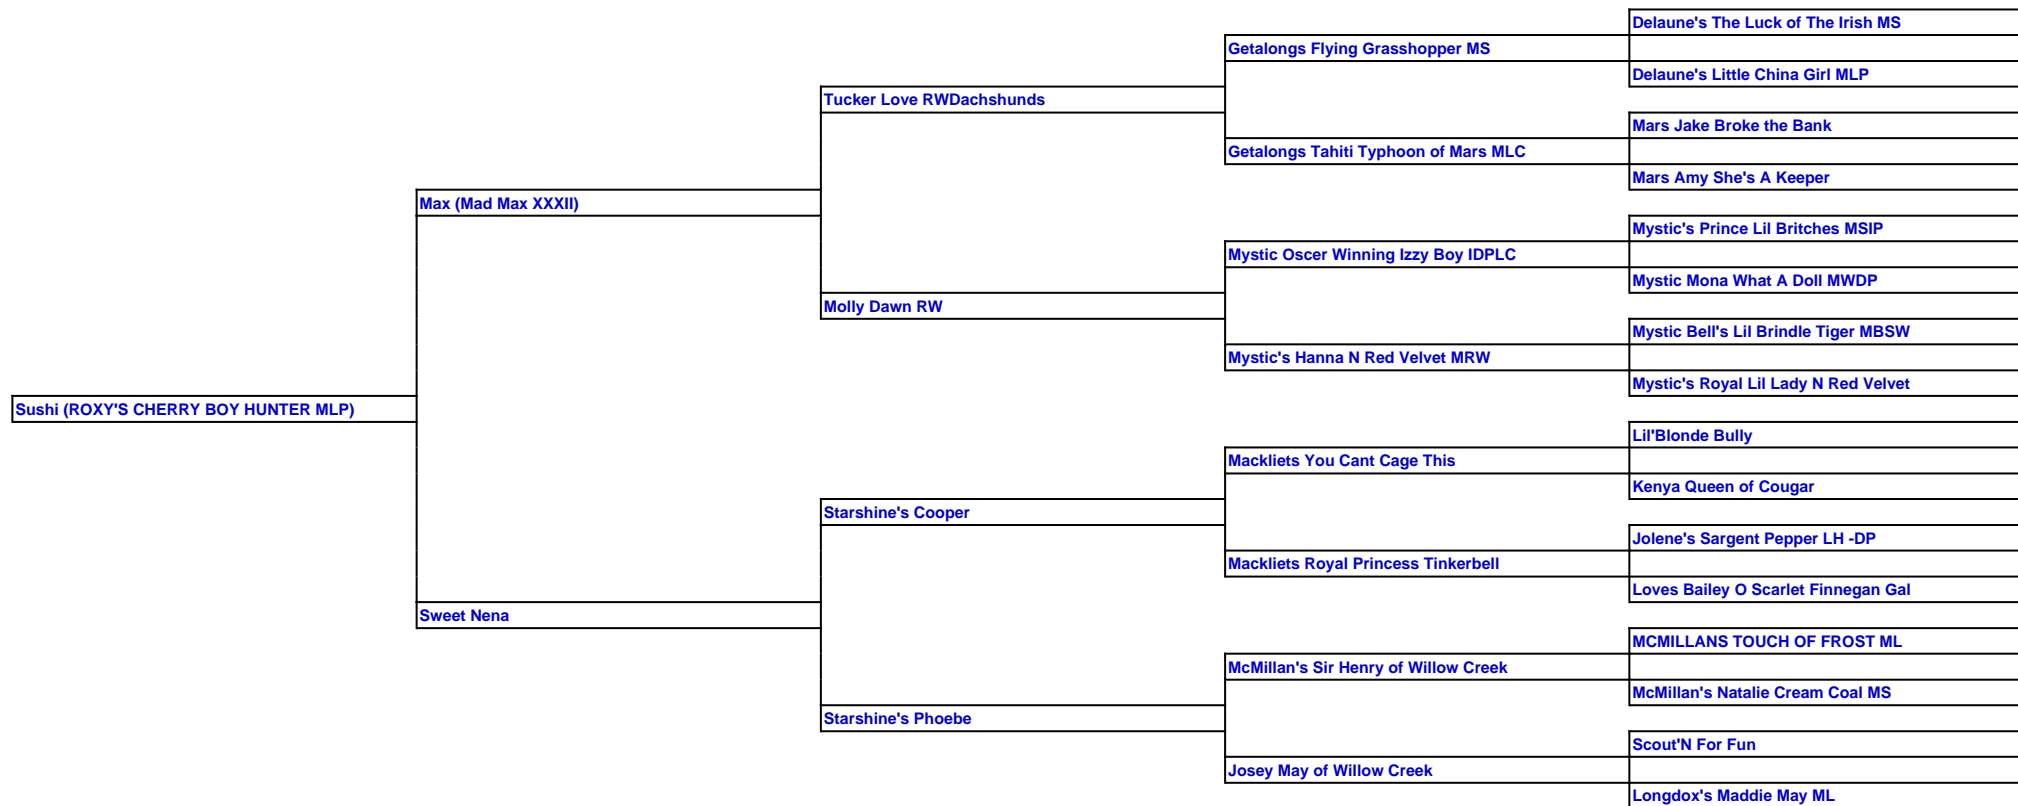 Delaune's The Luck of The Irish MS
Getalongs Flying Grasshopper MS
Delaune's Little China Girl MLP
Tucker Love RWDachshunds
Mars Jake Broke the Bank
Getalongs Tahiti Typhoon of Mars MLC
Mars Amy She's A Keeper
Max (Mad Max XXXII)
Mystic's Prince Lil Britches MSIP
Mystic Oscer Winning Izzy Boy IDPLC
Mystic Mona What A Doll MWDP
Molly Dawn RW
Mystic Bell's Lil Brindle Tiger MBSW
Mystic's Hanna N Red Velvet MRW
Mystic's Royal Lil Lady N Red Velvet
Sushi (ROXY'S CHERRY BOY HUNTER MLP)
Lil'Blonde Bully
Mackliets You Cant Cage This
Kenya Queen of Cougar
Starshine's Cooper
Jolene's Sargent Pepper LH -DP
Mackliets Royal Princess Tinkerbell
Loves Bailey O Scarlet Finnegan Gal
Sweet Nena
MCMILLANS TOUCH OF FROST ML
McMillan's Sir Henry of Willow Creek
McMillan's Natalie Cream Coal MS
Starshine's Phoebe
Scout'N For Fun
Josey May of Willow Creek
Longdox's Maddie May ML